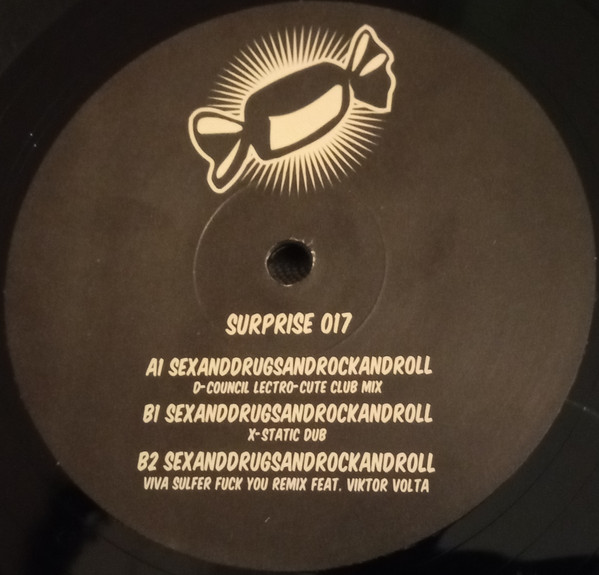 SURPRISE 017
A1 SEXANDDRUGSANDROCKANDROLL
D-COUNCIL LECTRO-CUTE CLUB MIX
B1 SEXANDDRUGSANDROCKANDROLL
X-STATIC DUB
B2 SEXANDDRUGSANDROCKANDROLL
VIVA SULFER FUCK YOU REMIX FEAT. VIKTOR VOLTA